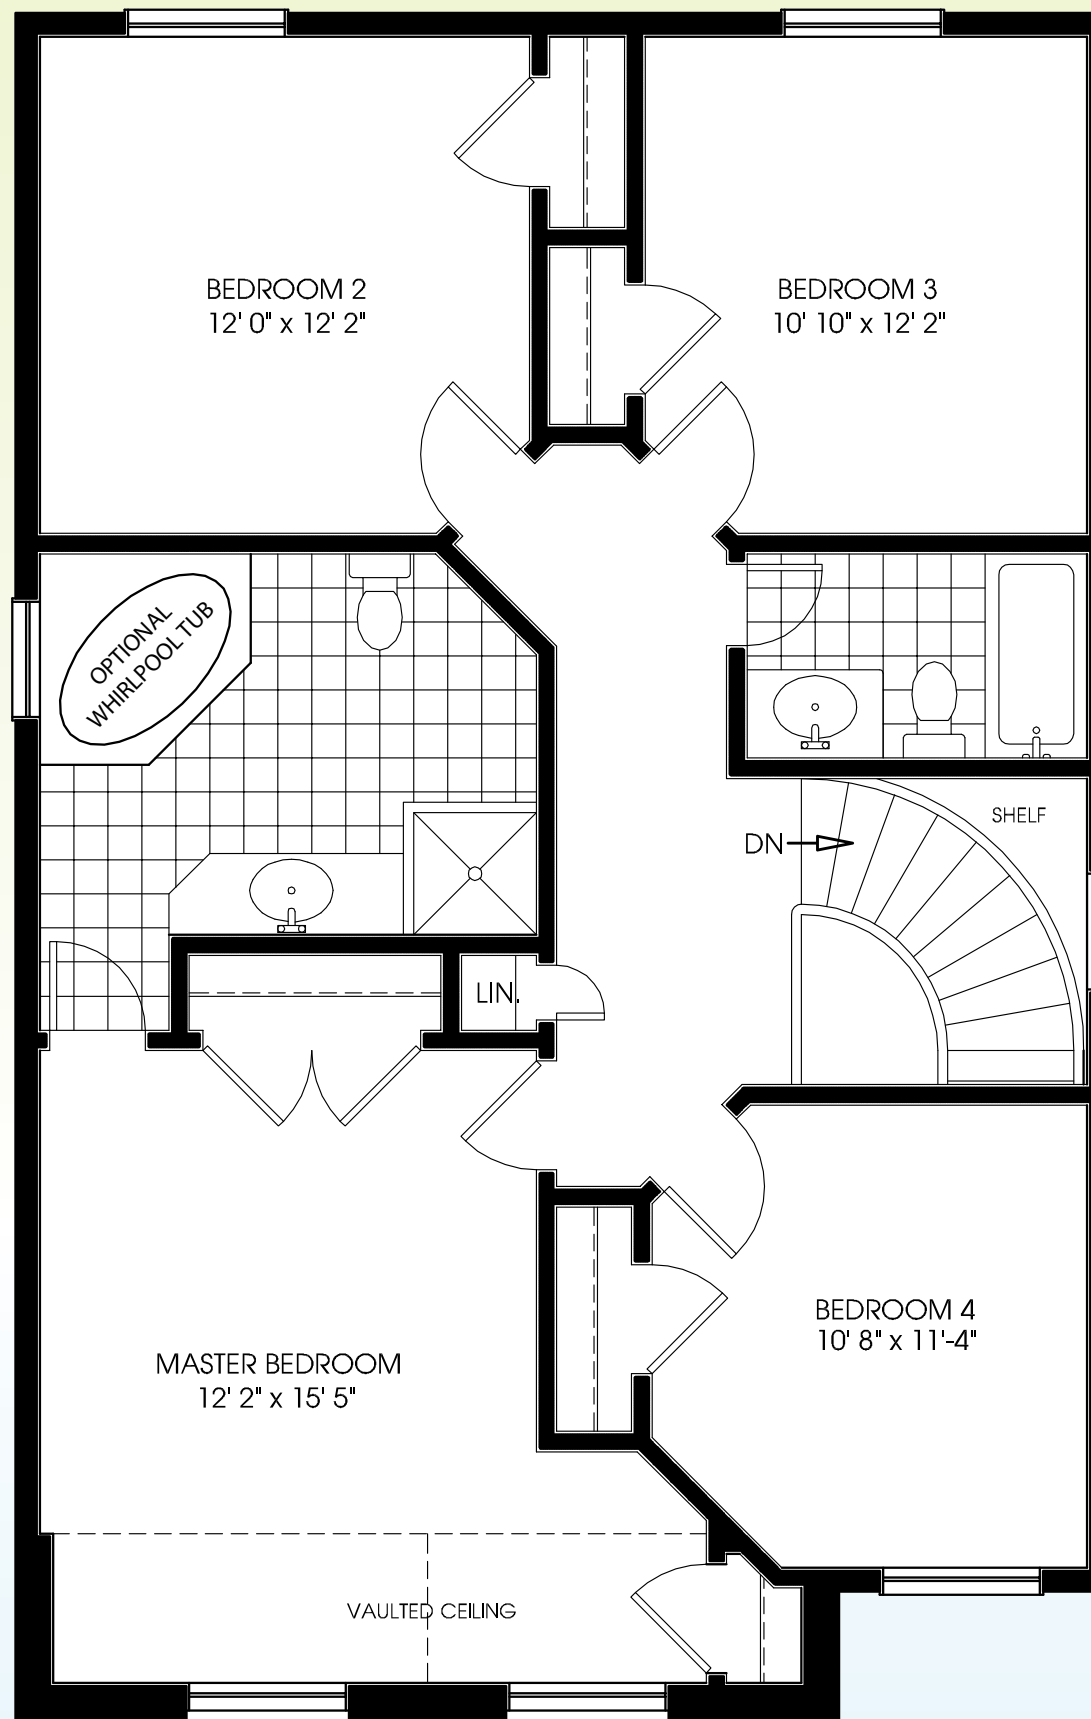 BEDROOM 2
12' 0" x 12' 2"
BEDROOM 3
10' 10" x 12' 2"
OPTIONAL
WHIRLPOOL TUB
SHELF
DN
LIN.
BEDROOM 4
10' 8" x 11'-4"
MASTER BEDROOM
12' 2" x 15' 5"
VAULTED CEILING